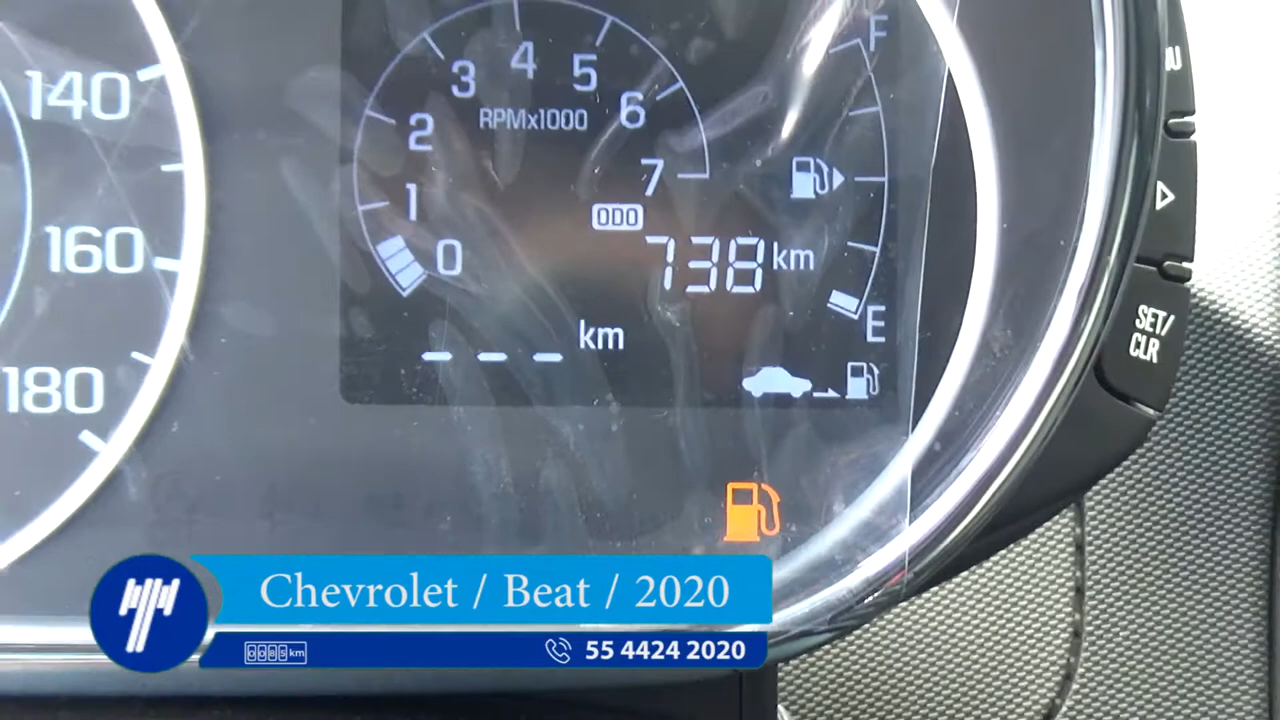 140
160
180
0
1
2
3
4
5
6
7
RPMx1000
F
ODO
738 km
E
--- km
SET/
CLR
Chevrolet / Beat / 2020
0085 km
55 4424 2020